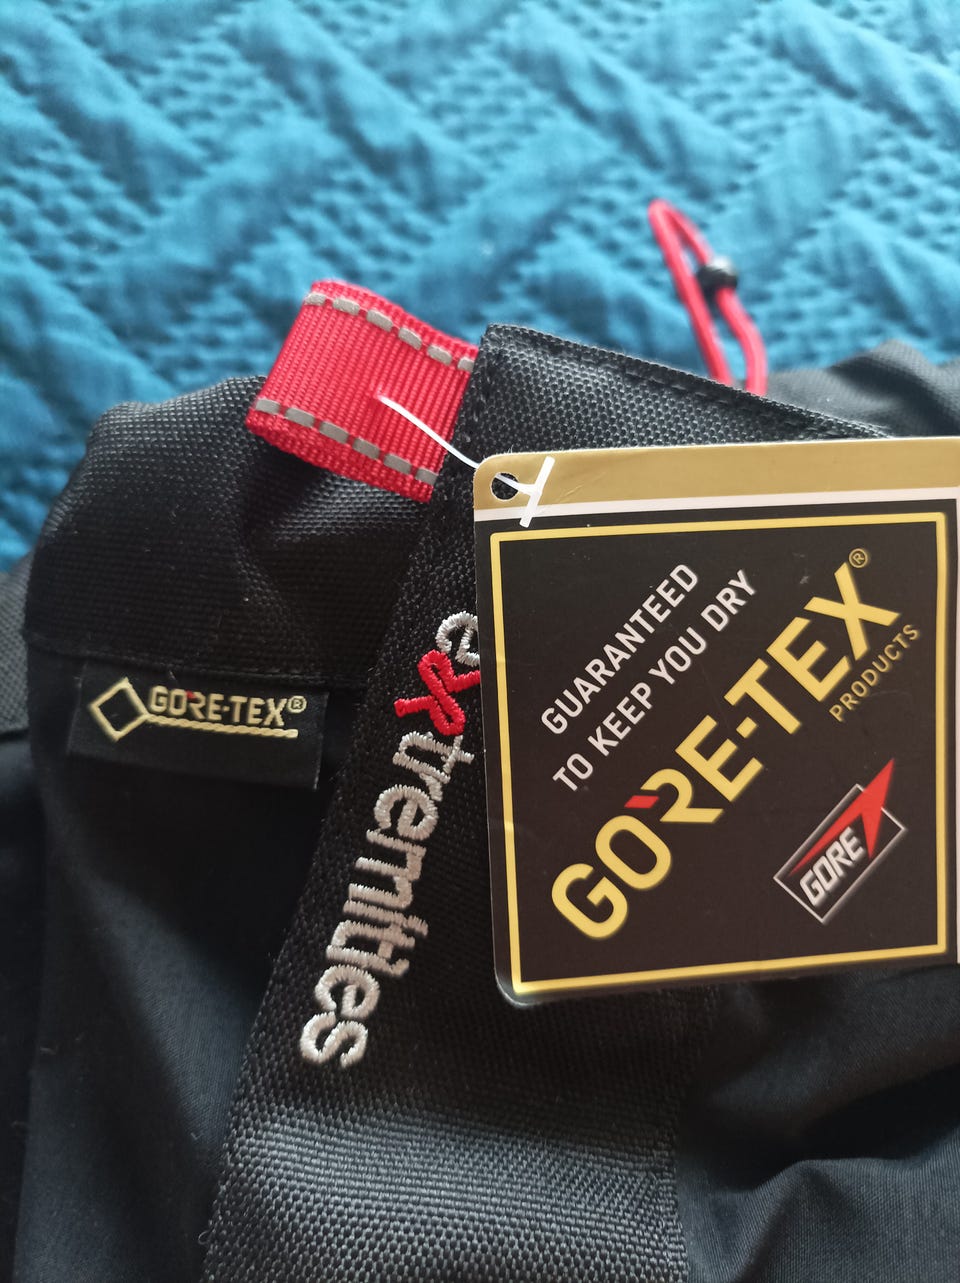 GORE-TEX®
extremities
GUARANTEED
TO KEEP YOU DRY
GORE-TEX®
PRODUCTS
GORE